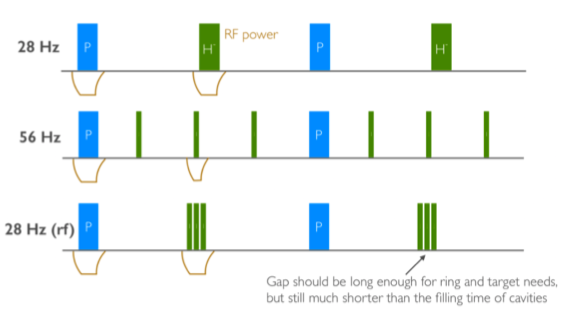 RF power
28 Hz
P
H⁻
P
H⁻
56 Hz
P
P
28 Hz (rf)
P
P
Gap should be long enough for ring and target needs,
but still much shorter than the filling time of cavities